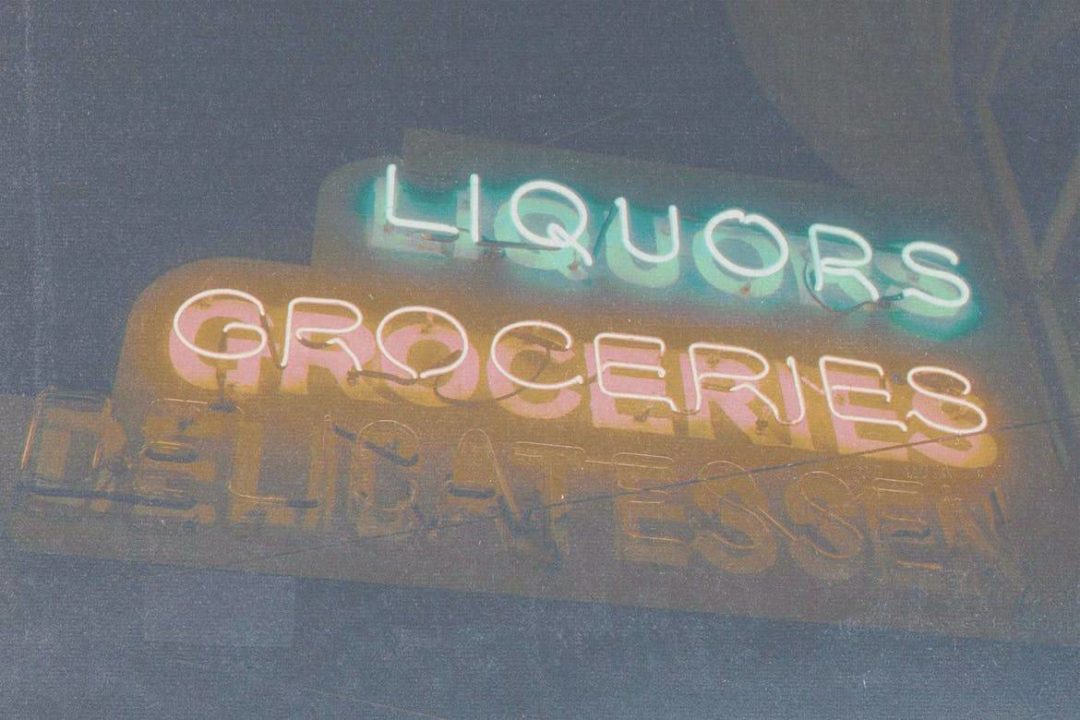 LIQUORS
GROCERIES
DELICATESSEN